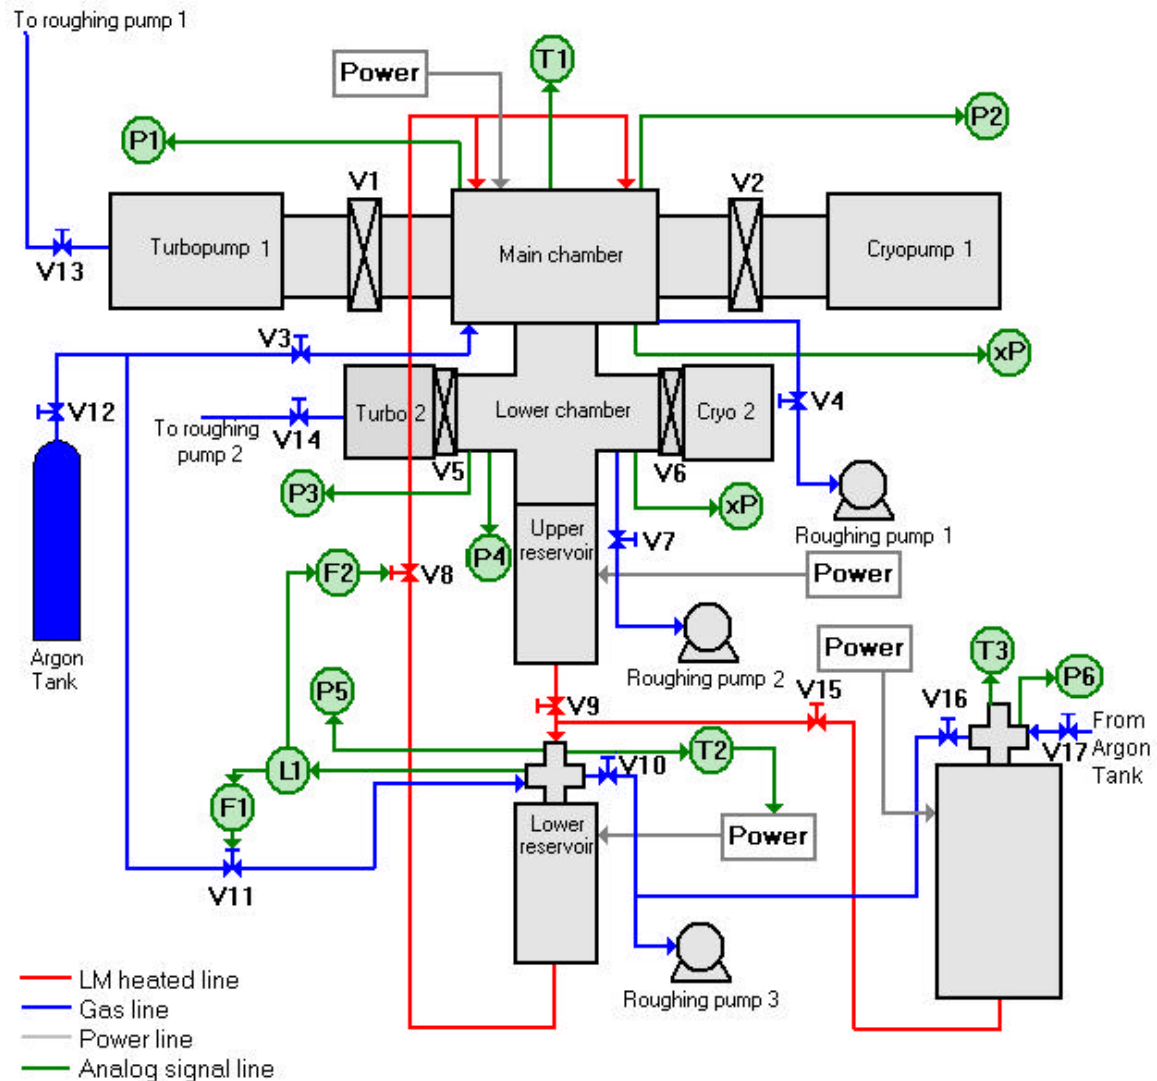 To roughing pump 1
Power
T1
P1
P2
V1
V2
Turbopump 1
Main chamber
Cryopump 1
V13
V3
xP
V12
Turbo 2
Lower chamber
Cryo 2
V4
To roughing
pump 2
V14
V5
V6
P3
xP
Upper
reservoir
V7
Roughing pump 1
P4
F2
V8
Power
Argon
Tank
Power
T3
P5
Roughing pump 2
V15
V16
P6
V9
From
Argon
Tank
V17
T2
V10
L1
F1
Lower
reservoir
Power
V11
Roughing pump 3
LM heated line
Gas line
Power line
Analog signal line